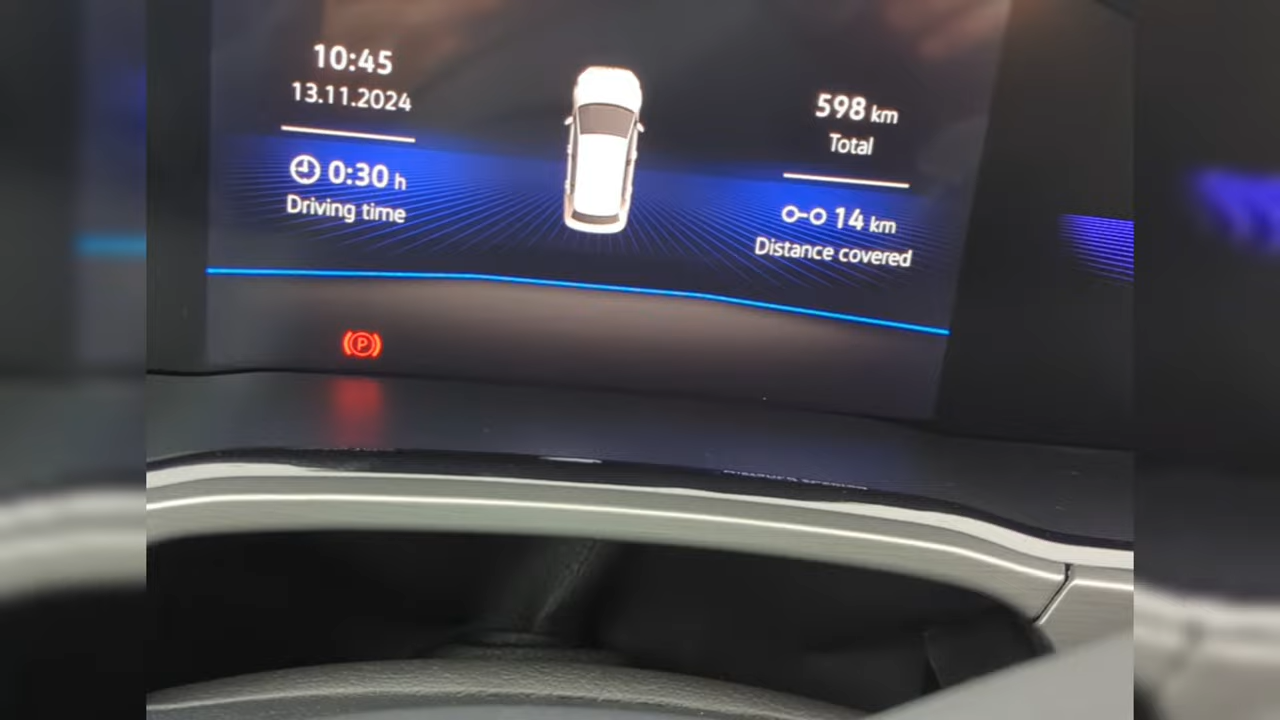 10:45
13.11.2024
0:30 h
Driving time
598 km
Total
14 km
Distance covered
P